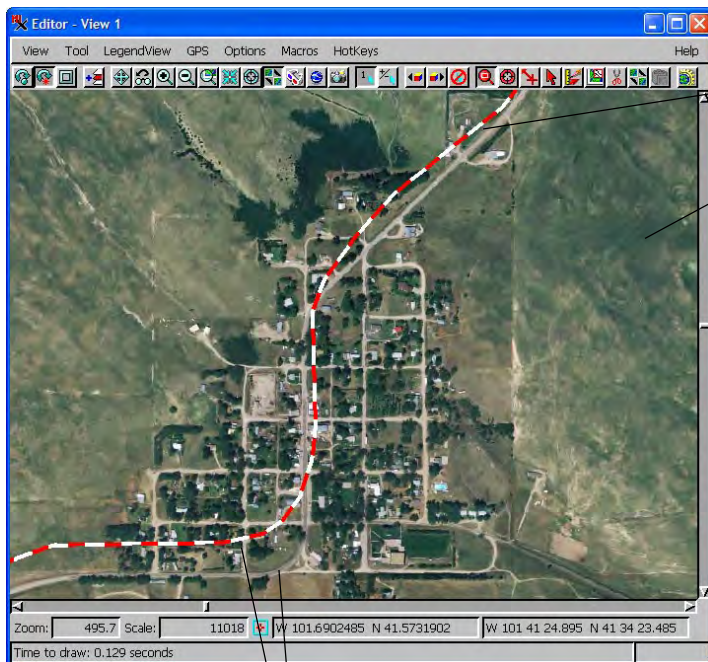 Editor - View 1
View Tool LegendView GPS Options Macros HotKeys Help
1
Zoom: 495.7 Scale: 11018 W 101.6902485 N 41.5731902 W 101 41 24.895 N 41 34 23.485
Time to draw: 0.129 seconds